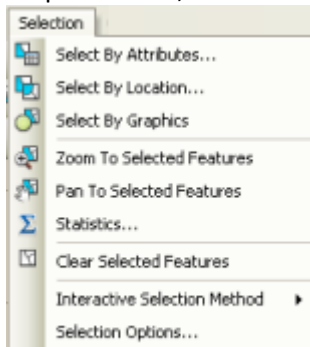 Selection
Select By Attributes...
Select By Location...
Select By Graphics
Zoom To Selected Features
Pan To Selected Features
Statistics...
Clear Selected Features
Interactive Selection Method
Selection Options...